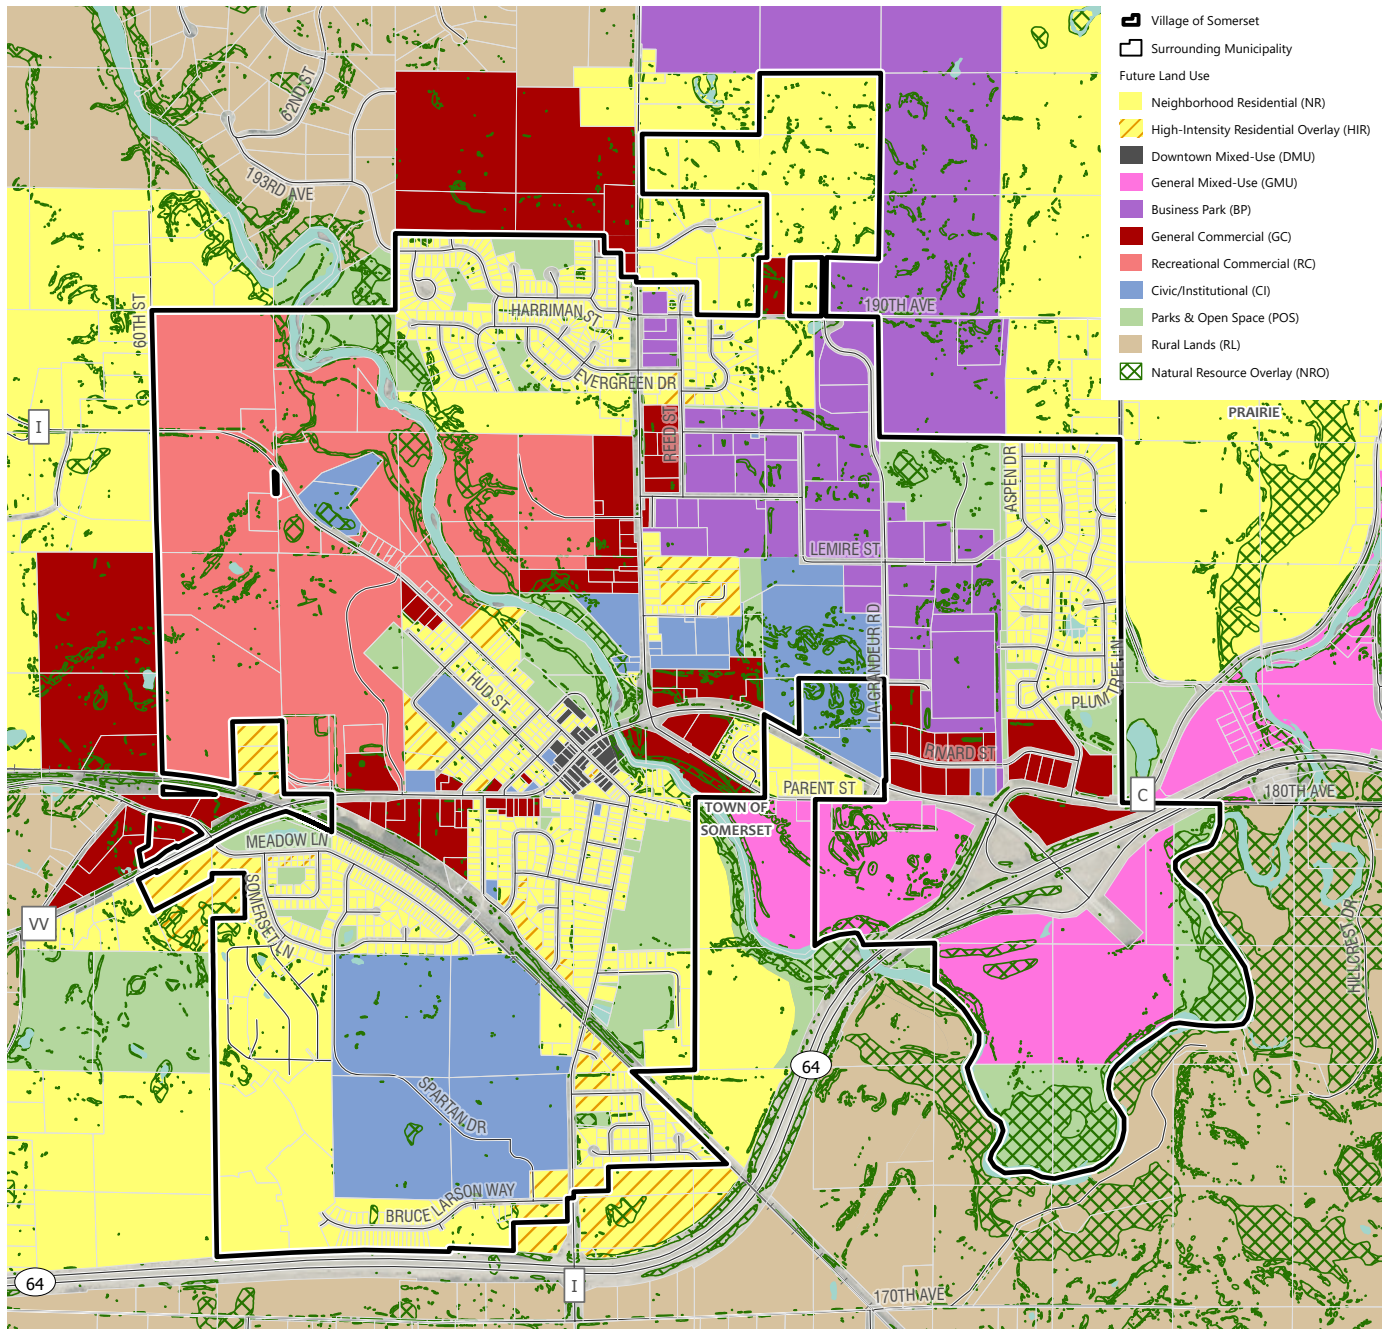 Village of Somerset
Surrounding Municipality
Future Land Use
Neighborhood Residential (NR)
High-Intensity Residential Overlay (HIR)
Downtown Mixed-Use (DMU)
General Mixed-Use (GMU)
Business Park (BP)
General Commercial (GC)
Recreational Commercial (RC)
Civic/Institutional (CI)
Parks & Open Space (POS)
Rural Lands (RL)
Natural Resource Overlay (NRO)
62ND ST
193RD AVE
60TH ST
HARRIMAN ST
190TH AVE
EVERGREEN DR
REED ST
PRAIRIE
I
ASPEN DR
LEMIRE ST
LA GRANDEUR RD
HUD ST
PLUM TREE LN
RIVARD ST
PARENT ST
C
180TH AVE
TOWN OF
SOMERSET
MEADOW LN
VV
SOMERSET LN
HILLCREST DR
64
SPARTAN DR
BRUCE LARSON WAY
64
I
170TH AVE